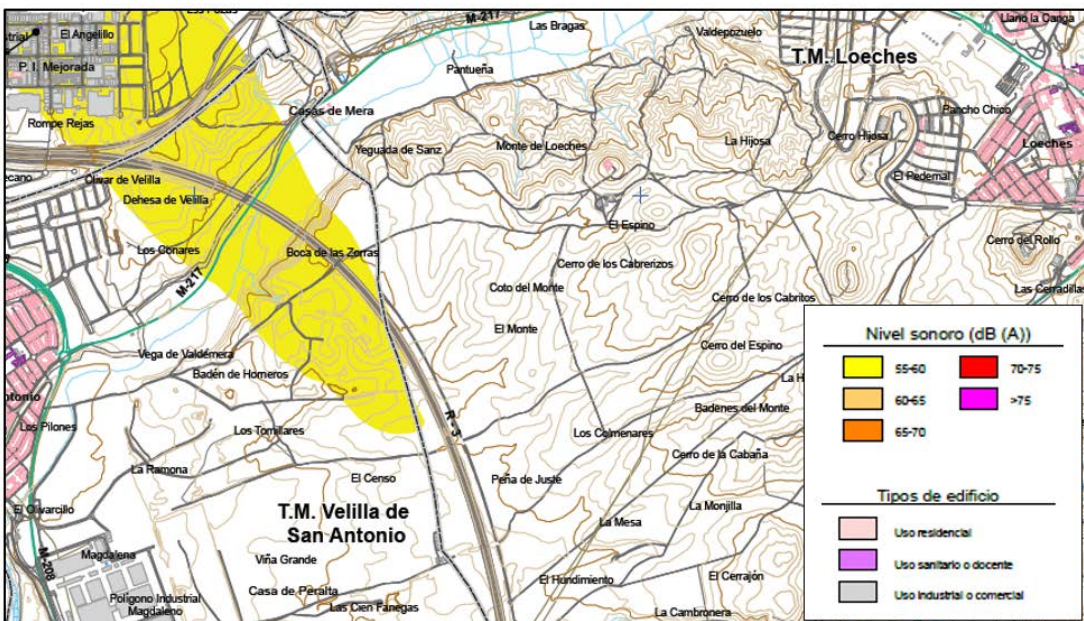 M-217
Las Bragas
Valdepozuelo
Llano la Canga
El Angelillo
T.M. Loeches
P. I. Mejorada
Pantueña
Pancho Chico
Casas de Mera
Rompe Rejas
Yeguada de Sanz
Monte de Loeches
La Hijosa
Cerro Hijosa
Loeches
El Pedernal
Olivar de Velilla
Dehesa de Velilla
El Espino
Los Conares
Boca de las Zorras
Cerro del Rollo
M-217
Cerro de los Cabrerizos
Coto del Monte
Cerro de los Cabritos
Las Cerradillas
El Monte
Vega de Valdémera
Cerro del Espino
Badén de Horneros
Badenes del Monte
Los Pilones
Los Tomillares
R - 3
Los Colmenares
Cerro de la Cabaña
La Ramona
El Censo
Peña de Juste
El Olivarcillo
T.M. Velilla de
San Antonio
La Monjilla
La Mesa
M-208
Magdalena
Viña Grande
El Hundimiento
El Cerrajón
Polígono Industrial
Magdaleno
Casa de Peralta
Las Cien Fanegas
La Cambronera
Nivel sonoro (dB (A))
55-60
70-75
60-65
>75
65-70
Tipos de edificio
Uso residencial
Uso sanitario o docente
Uso industrial o comercial